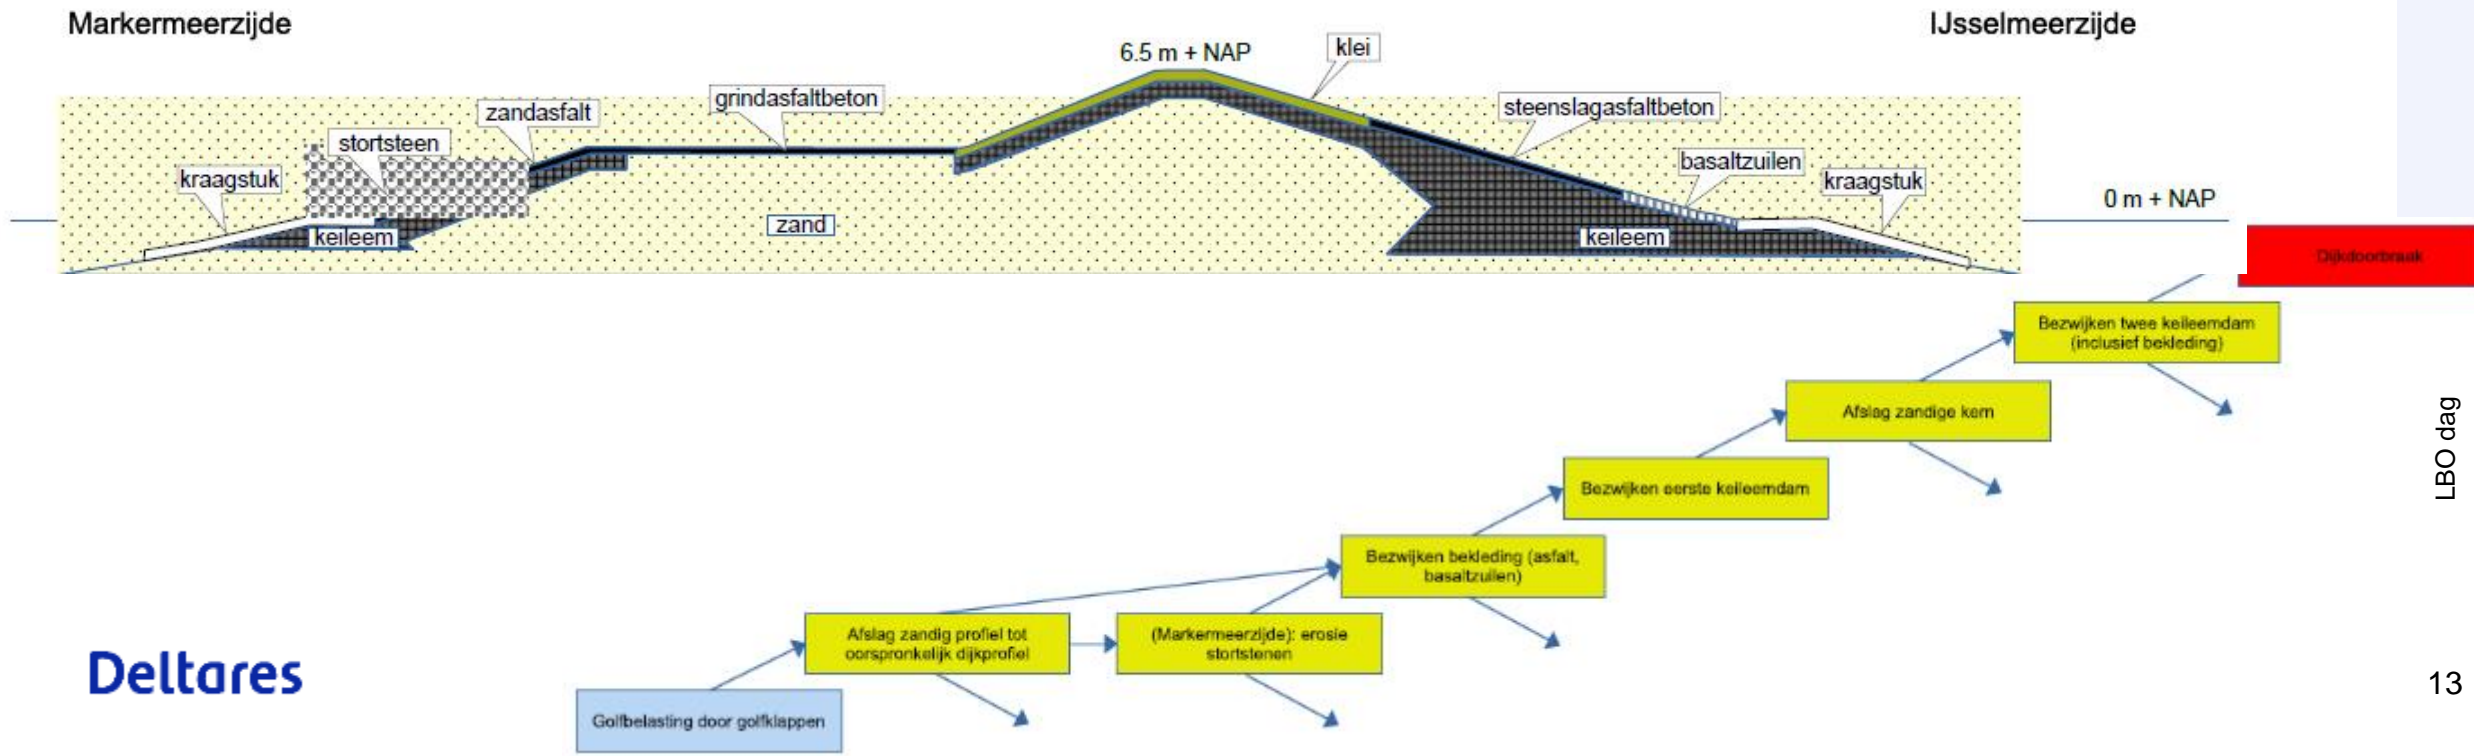 Markermeerzijde
IJsselmeerzijde
6.5 m + NAP
klei
grindasfaltbeton
zandasfalt
steenslagasfaltbeton
stortsteen
basaltzuilen
kraagstuk
kraagstuk
0 m + NAP
zand
keileem
keileem
Dijkdoorbraak
Bezwijken twee keileemdam
(inclusief bekleding)
Afslag zandige kern
LBO dag
Bezwijken eerste keileemdam
Bezwijken bekleding (asfalt,
basaltzuilen)
Afslag zandig profiel tot
oorspronkelijk dijkprofiel
(Markermeerzijde): erosie
stortstenen
Golfbelasting door golfklappen
Deltares
13